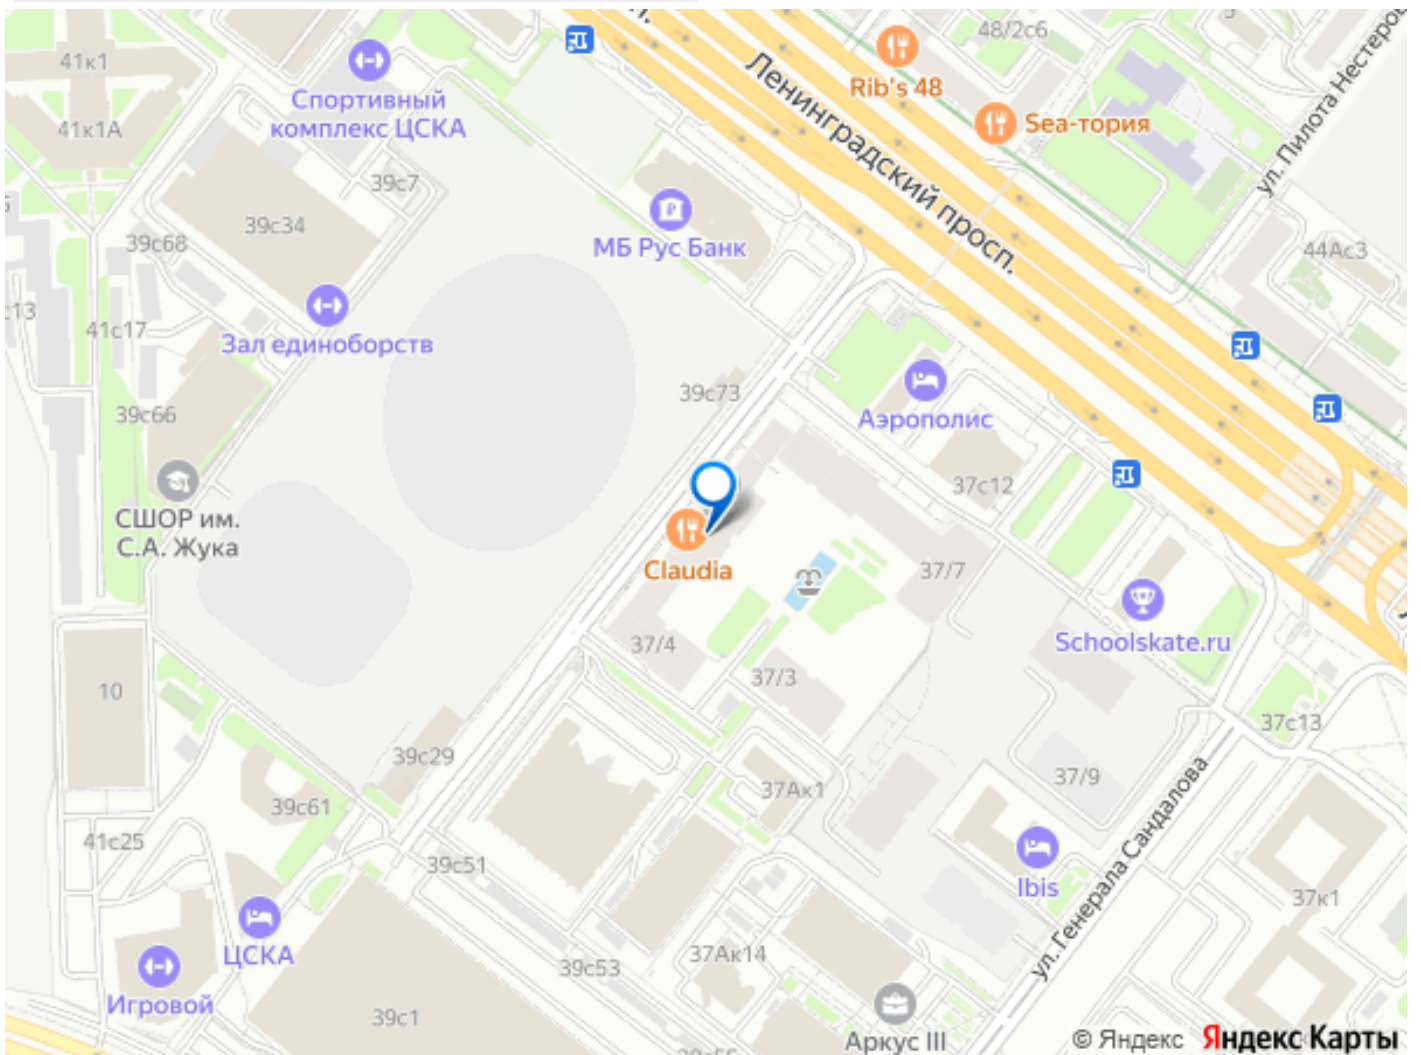 41к1
41к1А
Спортивный
комплекс ЦСКА
39с7
39с34
39с68
41с17
Зал единоборств
39с66
СШОР им.
С.А. Жука
МБ Рус Банк
Ленинградский просп.
48/2с6
Rib's 48
Sea-тория
ул. Пилота Нестеров
44Ас3
39с73
Аэрополис
37с12
Claudia
37/7
37/4
37/3
Schoolskate.ru
37с13
10
39с29
39с61
41с25
37Ак1
37/9
39с51
Ibis
ул. Генерала Сандалова
37к1
ЦСКА
Игровой
39с53
37Ак14
39с1
Аркус III
© Яндекс Яндекс Карты